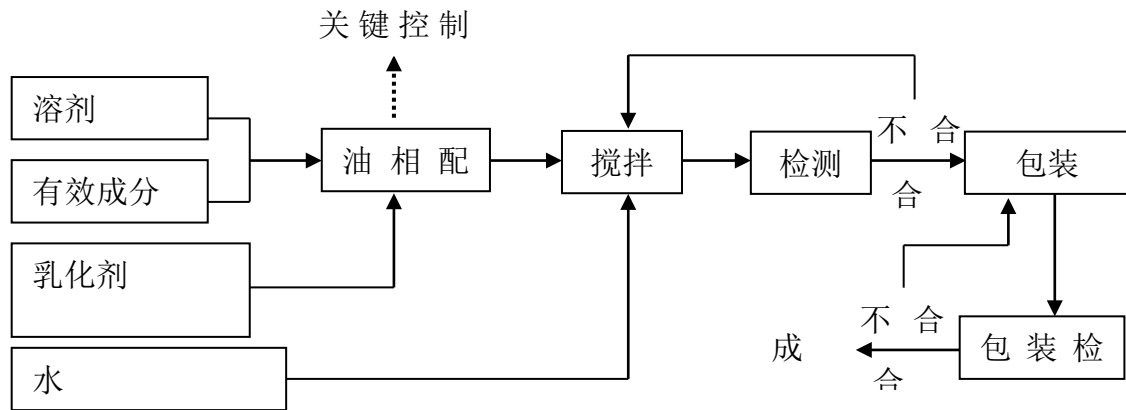 关键控制
溶剂
不 合
油 相 配
搅拌
检测
包装
有效成分
合
乳化剂
不 合
成
包 装 检
水
合